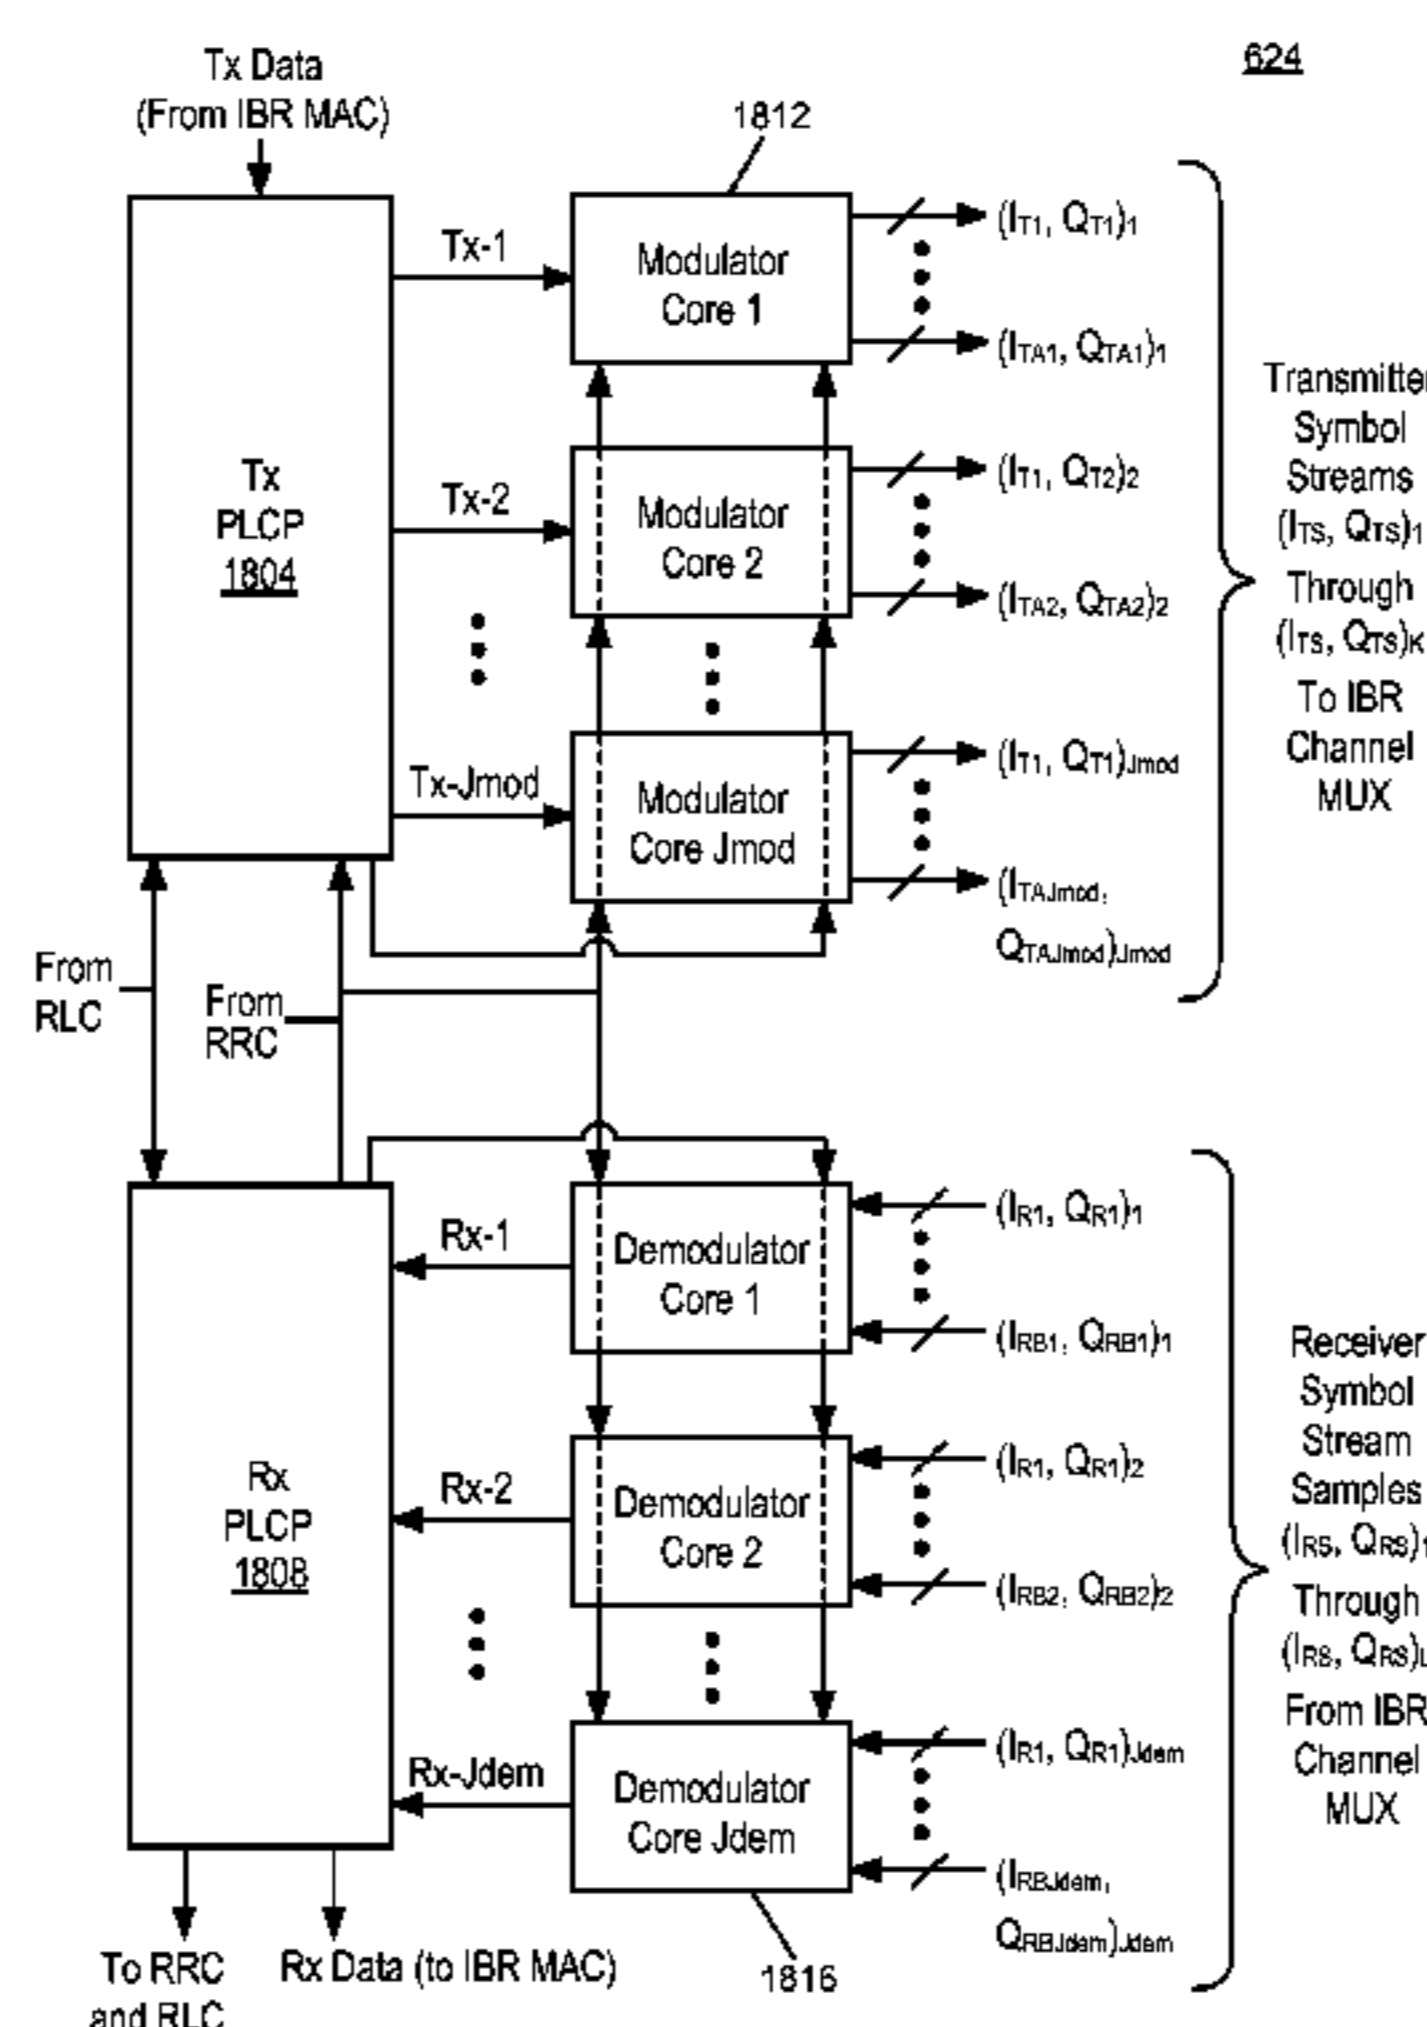 624
Tx Data
(From IBR MAC)
1812
Tx
PLCP
1804
Tx-1
Tx-2
Tx-Jmod
Modulator
Core 1
Modulator
Core 2
Modulator
Core Jmod
(IT1, QT1)1
(ITA1, QTA1)1
(IT1, QT2)2
(ITA2, QTA2)2
(IT1, QT1)Jmod
(ITAJmod,
QTAJmod)Jmod
Transmitter
Symbol
Streams
(ITS, QTS)1
Through
(ITS, QTS)K
To IBR
Channel
MUX
From
RLC
From
RRC
Rx
PLCP
1808
Rx-1
Rx-2
Rx-Jdem
Demodulator
Core 1
Demodulator
Core 2
Demodulator
Core Jdem
(IR1, QR1)1
(IRB1, QRB1)1
(IR1, QR1)2
(IRB2, QRB2)2
(IR1, QR1)Jdem
(IRBJdem,
QRBJdem)Jdem
Receiver
Symbol
Stream
Samples
(IRS, QRS)1
Through
(IRS, QRS)L
From IBR
Channel
MUX
To RRC
and RLC
Rx Data (to IBR MAC)
1816